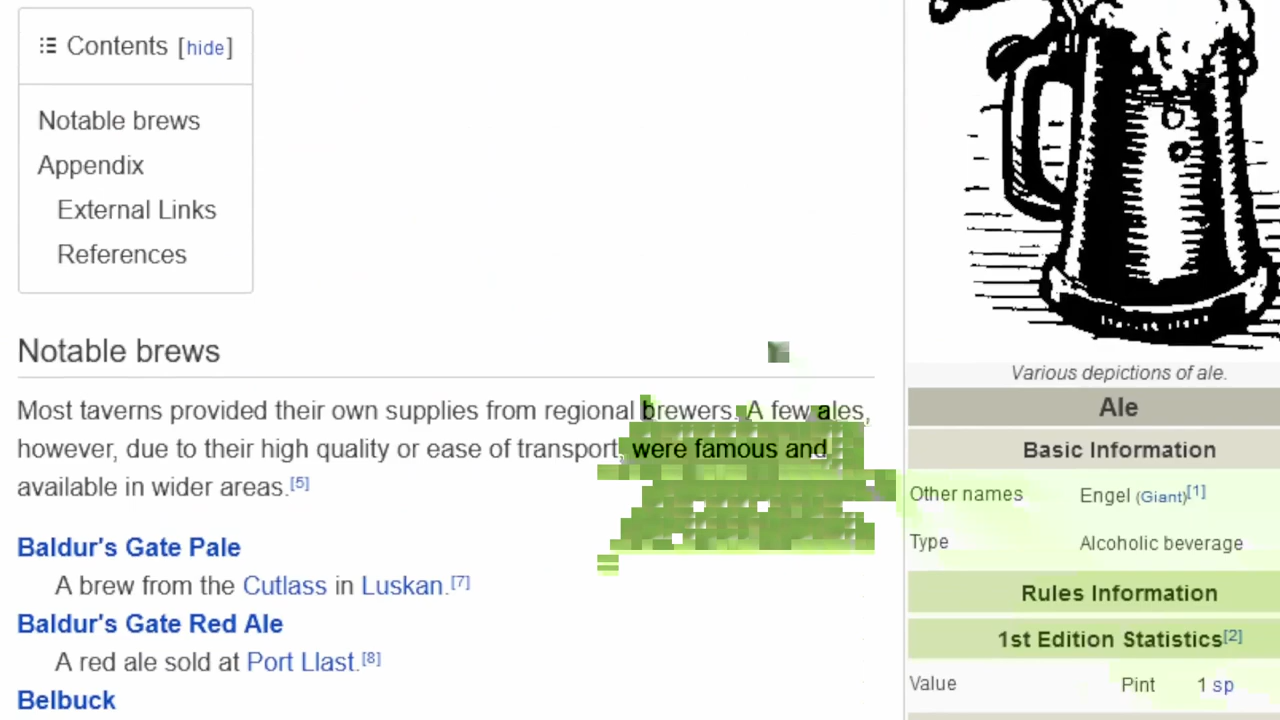 Contents [hide]
Notable brews
Appendix
External Links
References
Notable brews
Most taverns provided their own supplies from regional brewers. A few ales,
however, due to their high quality or ease of transport, were famous and
available in wider areas.[5]
Baldur's Gate Pale
A brew from the Cutlass in Luskan.[7]
Baldur's Gate Red Ale
A red ale sold at Port Llast.[8]
Belbuck
Various depictions of ale.
Ale
Basic Information
Other names Engel (Giant)[1]
Type Alcoholic beverage
Rules Information
1st Edition Statistics[2]
Value Pint 1 sp